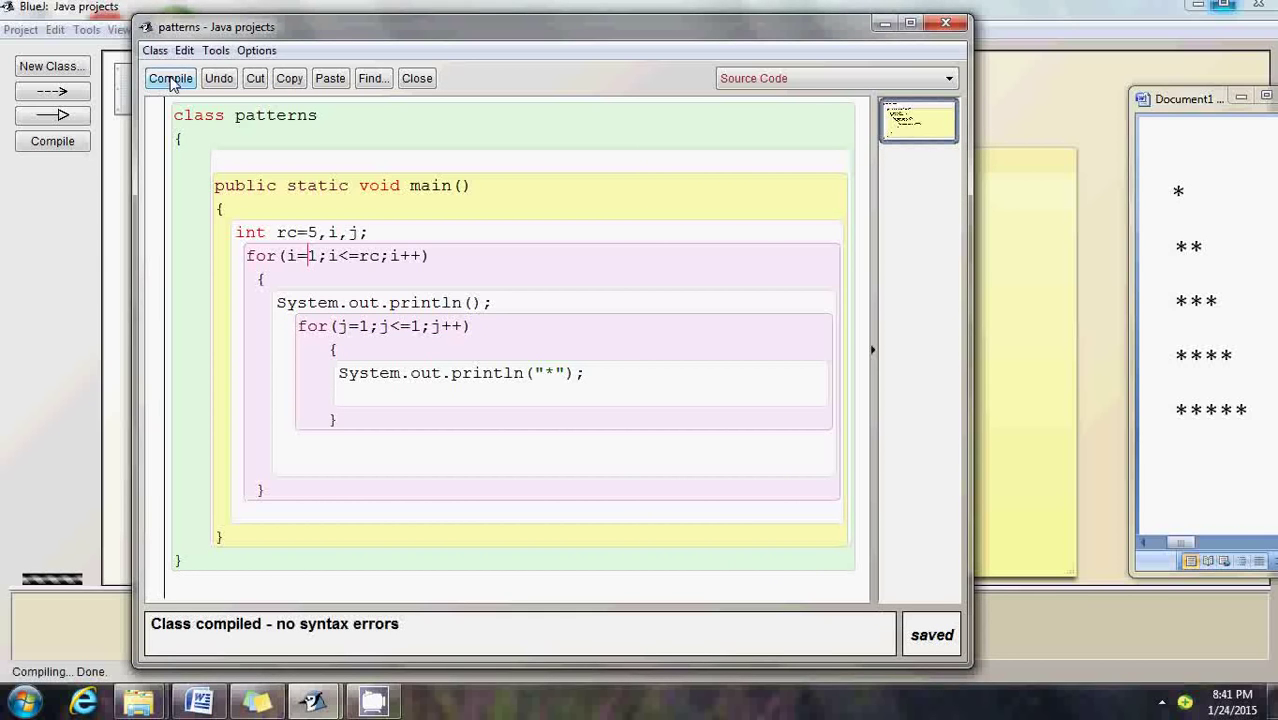 BlueJ: Java projects
Project Edit Tools View
patterns - Java projects
Class Edit Tools Options
Compile Undo Cut Copy Paste Find... Close
Source Code
New Class...
Compile
class patterns
{
public static void main()
{
int rc=5,i,j;
for(i=1;i<=rc;i++)
{
System.out.println();
for(j=1;j<=1;j++)
{
System.out.println("*");
}
}
}
}
Class compiled - no syntax errors
saved
Compiling... Done.
Document1 ...
*
**
***
****
*****
8:41 PM
1/24/2015